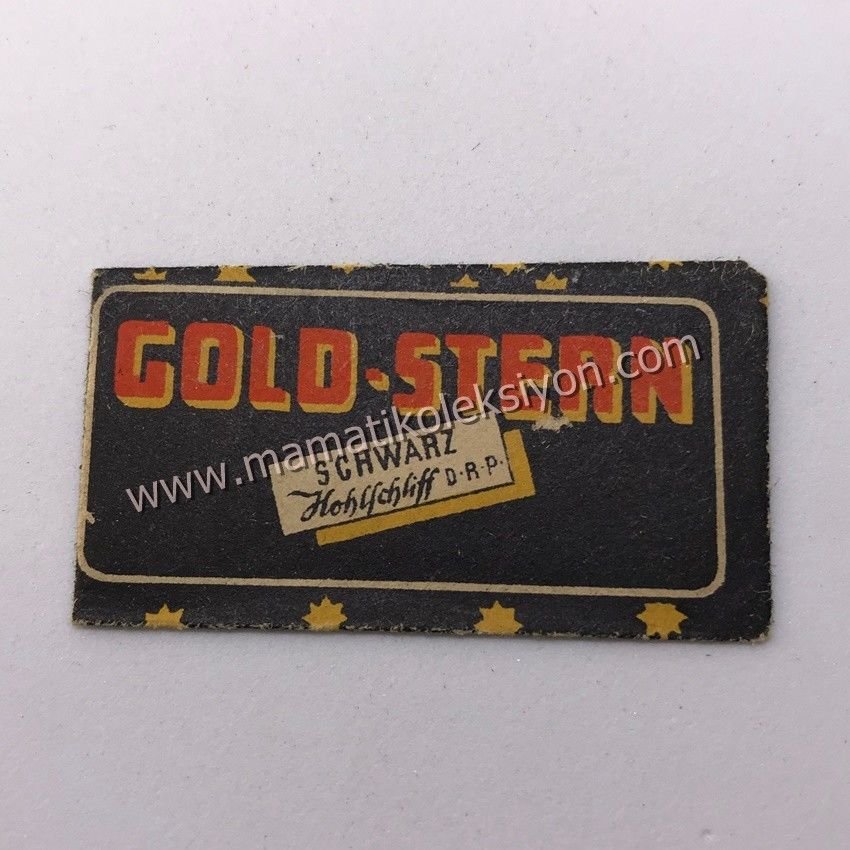 GOLD-STERN
www.mamatikoleksiyon.com
SCHWARZ
Hohlschliff D.R.P.